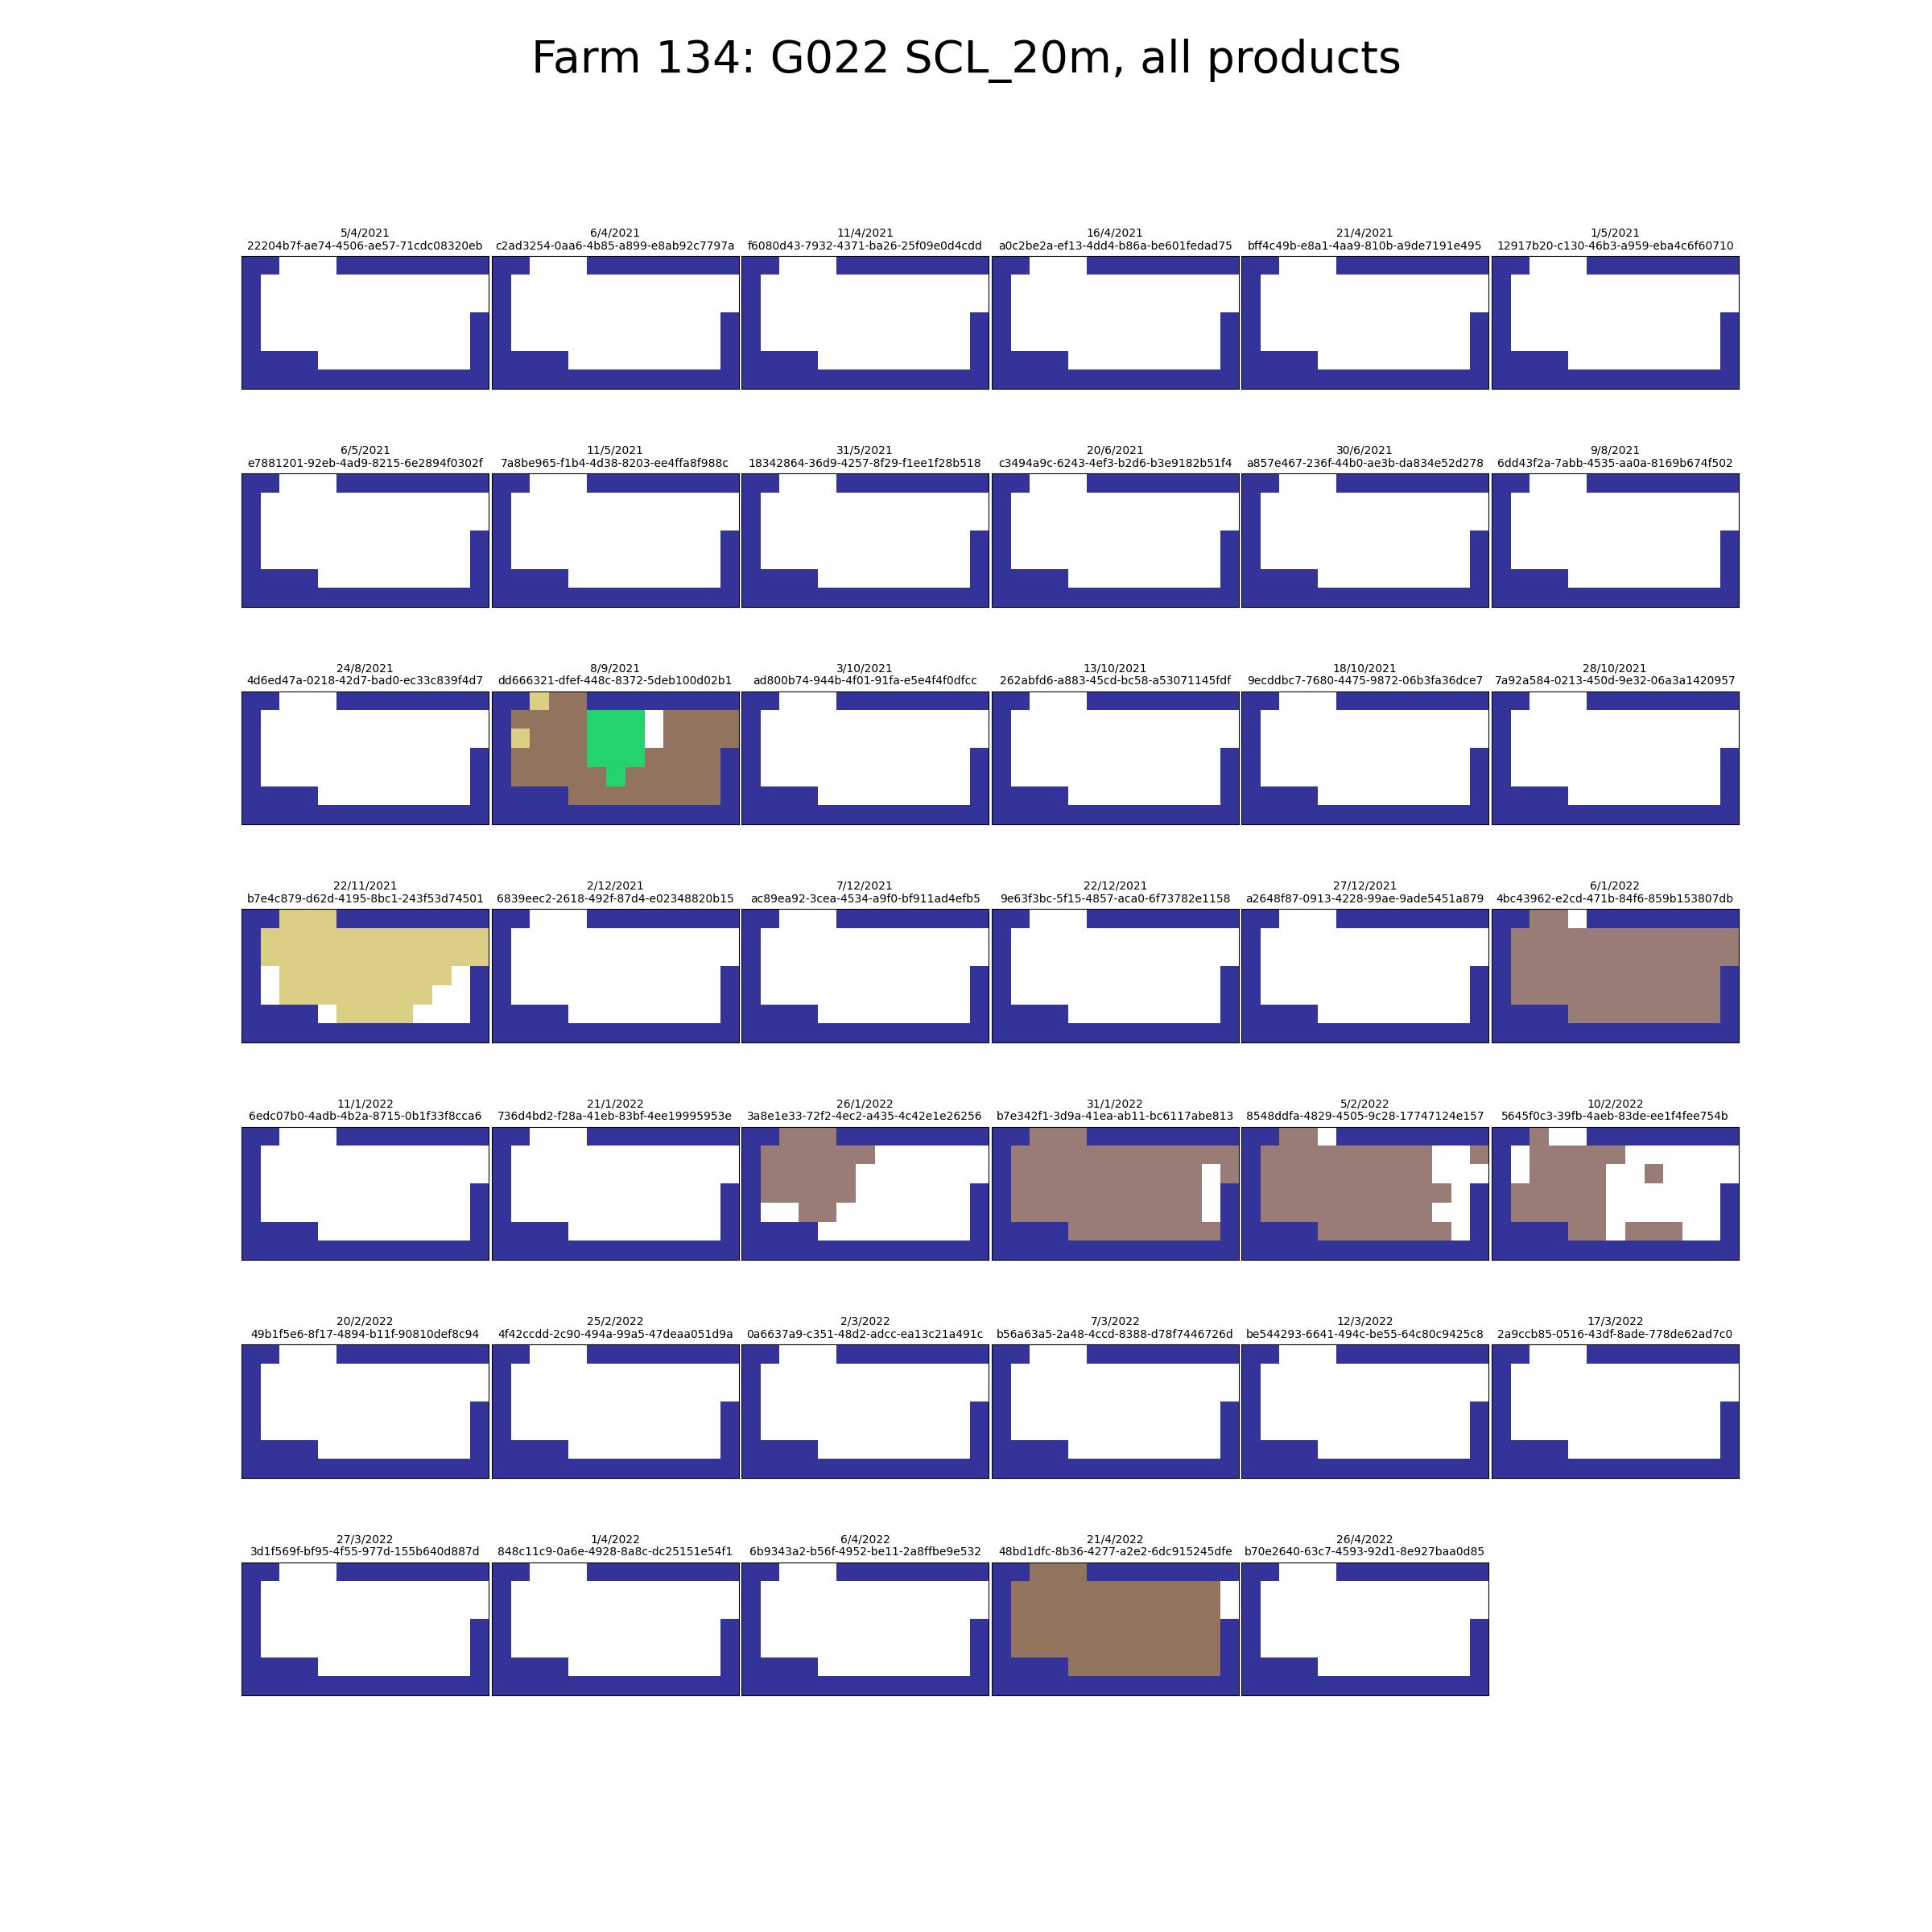 Farm 134: G022 SCL_20m, all products
5/4/2021
22204b7f-ae74-4506-ae57-71cdc08320eb
6/4/2021
c2ad3254-0aa6-4b85-a899-e8ab92c7797a
11/4/2021
f6080d43-7932-4371-ba26-25f09e0d4cdd
16/4/2021
a0c2be2a-ef13-4dd4-b86a-be601fedad75
21/4/2021
bff4c49b-e8a1-4aa9-810b-a9de7191e495
1/5/2021
12917b20-c130-46b3-a959-eba4c6f60710
6/5/2021
e7881201-92eb-4ad9-8215-6e2894f0302f
11/5/2021
7a8be965-f1b4-4d38-8203-ee4ffa8f988c
31/5/2021
18342864-36d9-4257-8f29-f1ee1f28b518
20/6/2021
c3494a9c-6243-4ef3-b2d6-b3e9182b51f4
30/6/2021
a857e467-236f-44b0-ae3b-da834e52d278
9/8/2021
6dd43f2a-7abb-4535-aa0a-8169b674f502
24/8/2021
4d6ed47a-0218-42d7-bad0-ec33c839f4d7
8/9/2021
dd666321-dfef-448c-8372-5deb100d02b1
3/10/2021
ad800b74-944b-4f01-91fa-e5e4f4f0dfcc
13/10/2021
262abfd6-a883-45cd-bc58-a53071145fdf
18/10/2021
9ecddbc7-7680-4475-9872-06b3fa36dce7
28/10/2021
7a92a584-0213-450d-9e32-06a3a1420957
22/11/2021
b7e4c879-d62d-4195-8bc1-243f53d74501
2/12/2021
6839eec2-2618-492f-87d4-e02348820b15
7/12/2021
ac89ea92-3cea-4534-a9f0-bf911ad4efb5
22/12/2021
9e63f3bc-5f15-4857-aca0-6f73782e1158
27/12/2021
a2648f87-0913-4228-99ae-9ade5451a879
6/1/2022
4bc43962-e2cd-471b-84f6-859b153807db
11/1/2022
6edc07b0-4adb-4b2a-8715-0b1f33f8cca6
21/1/2022
736d4bd2-f28a-41eb-83bf-4ee19995953e
26/1/2022
3a8e1e33-72f2-4ec2-a435-4c42e1e26256
31/1/2022
b7e342f1-3d9a-41ea-ab11-bc6117abe813
5/2/2022
8548ddfa-4829-4505-9c28-17747124e157
10/2/2022
5645f0c3-39fb-4aeb-83de-ee1f4fee754b
20/2/2022
49b1f5e6-8f17-4894-b11f-90810def8c94
25/2/2022
4f42ccdd-2c90-494a-99a5-47deaa051d9a
2/3/2022
0a6637a9-c351-48d2-adcc-ea13c21a491c
7/3/2022
b56a63a5-2a48-4ccd-8388-d78f7446726d
12/3/2022
be544293-6641-494c-be55-64c80c9425c8
17/3/2022
2a9ccb85-0516-43df-8ade-778de62ad7c0
27/3/2022
3d1f569f-bf95-4f55-977d-155b640d887d
1/4/2022
848c11c9-0a6e-4928-8a8c-dc25151e54f1
6/4/2022
6b9343a2-b56f-4952-be11-2a8ffbe9e532
21/4/2022
48bd1dfc-8b36-4277-a2e2-6dc915245dfe
26/4/2022
b70e2640-63c7-4593-92d1-8e927baa0d85